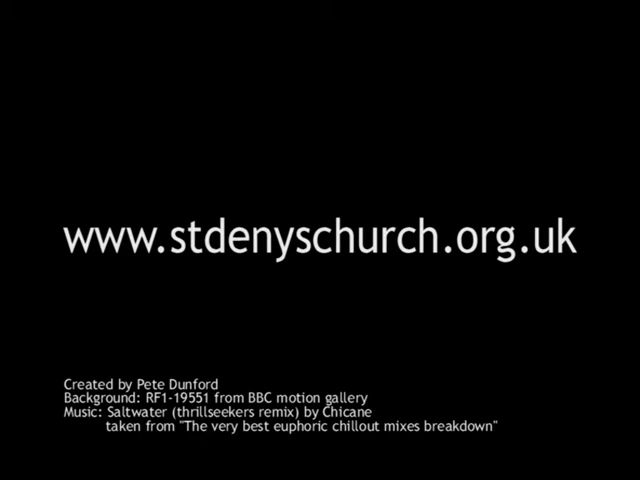 www.stdenyschurch.org.uk
Created by Pete Dunford
Background: RF1-19551 from BBC motion gallery
Music: Saltwater (thrillseekers remix) by Chicane
taken from "The very best euphoric chillout mixes breakdown"